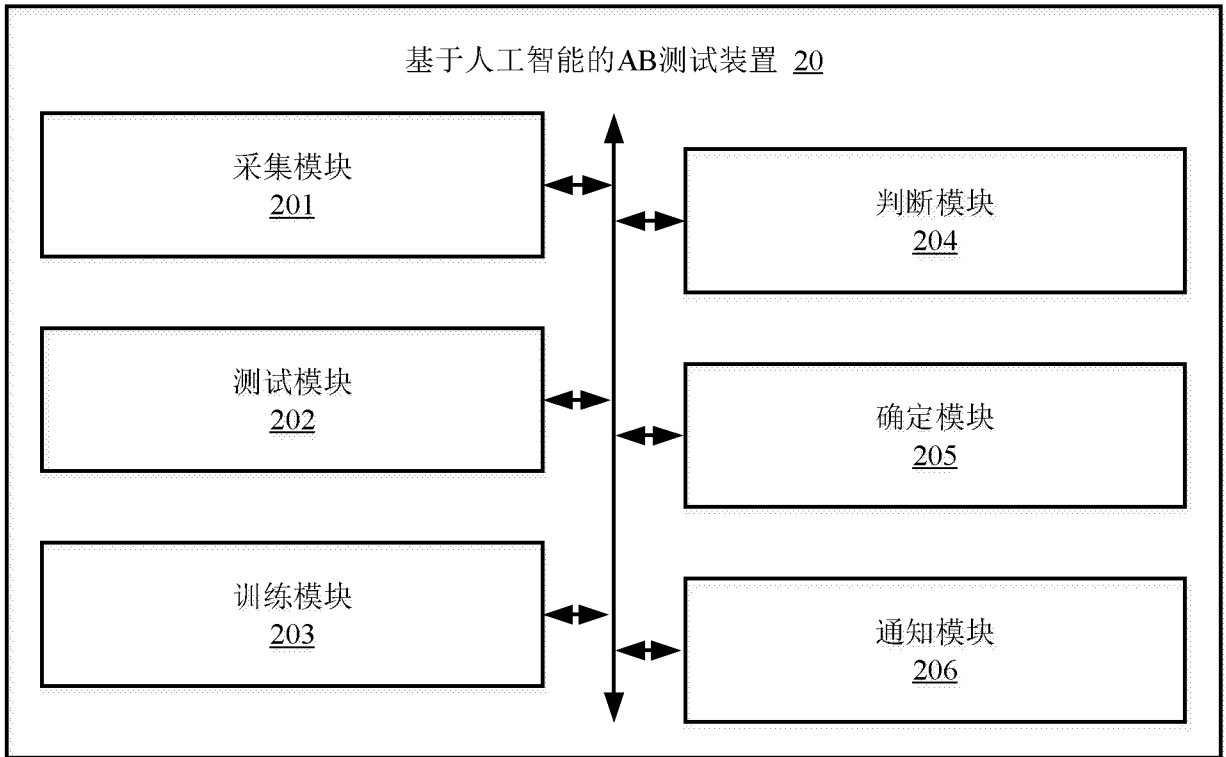 基于人工智能的AB测试装置 20
采集模块
201
测试模块
202
训练模块
203
判断模块
204
确定模块
205
通知模块
206